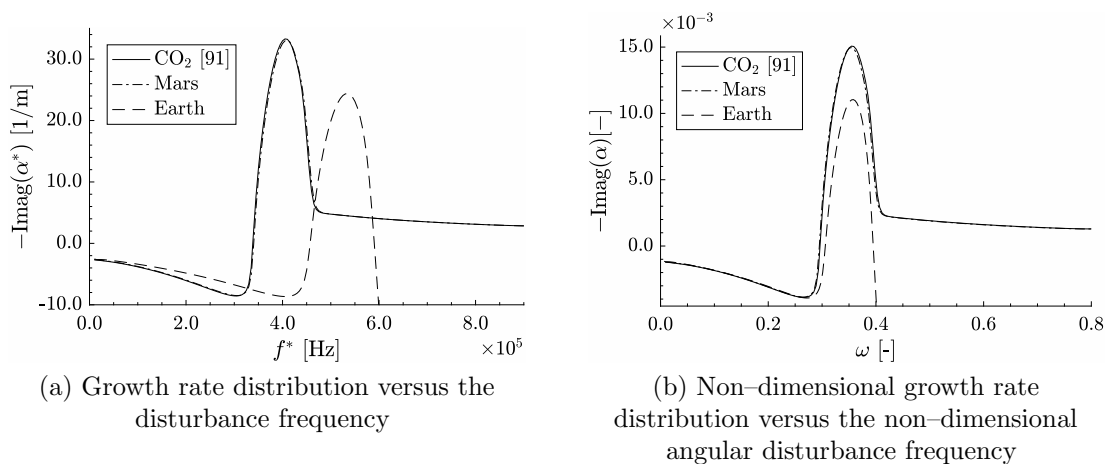 −Imag(α*) [1/m]
30.0
20.0
10.0
0.0
-10.0
CO₂ [91]
Mars
Earth
0.0 2.0 4.0 6.0
×10⁵
f* [Hz]
(a) Growth rate distribution versus the
disturbance frequency
×10⁻³
−Imag(α)[−]
15.0
10.0
5.0
0.0
CO₂ [91]
Mars
Earth
0.0 0.2 0.4 0.6 0.8
ω [-]
(b) Non–dimensional growth rate
distribution versus the non–dimensional
angular disturbance frequency